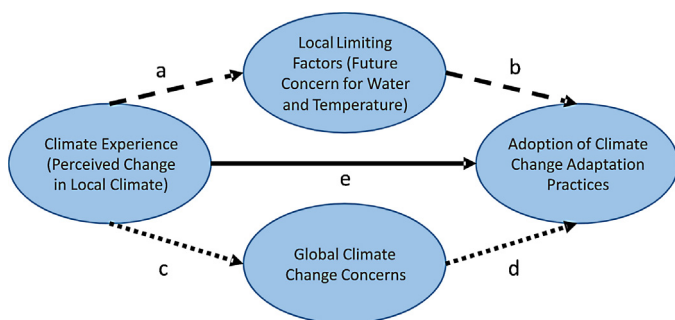 a
Local Limiting
Factors (Future
Concern for Water
and Temperature)
b
Climate Experience
(Perceived Change
in Local Climate)
e
Adoption of Climate
Change Adaptation
Practices
c
Global Climate
Change Concerns
d